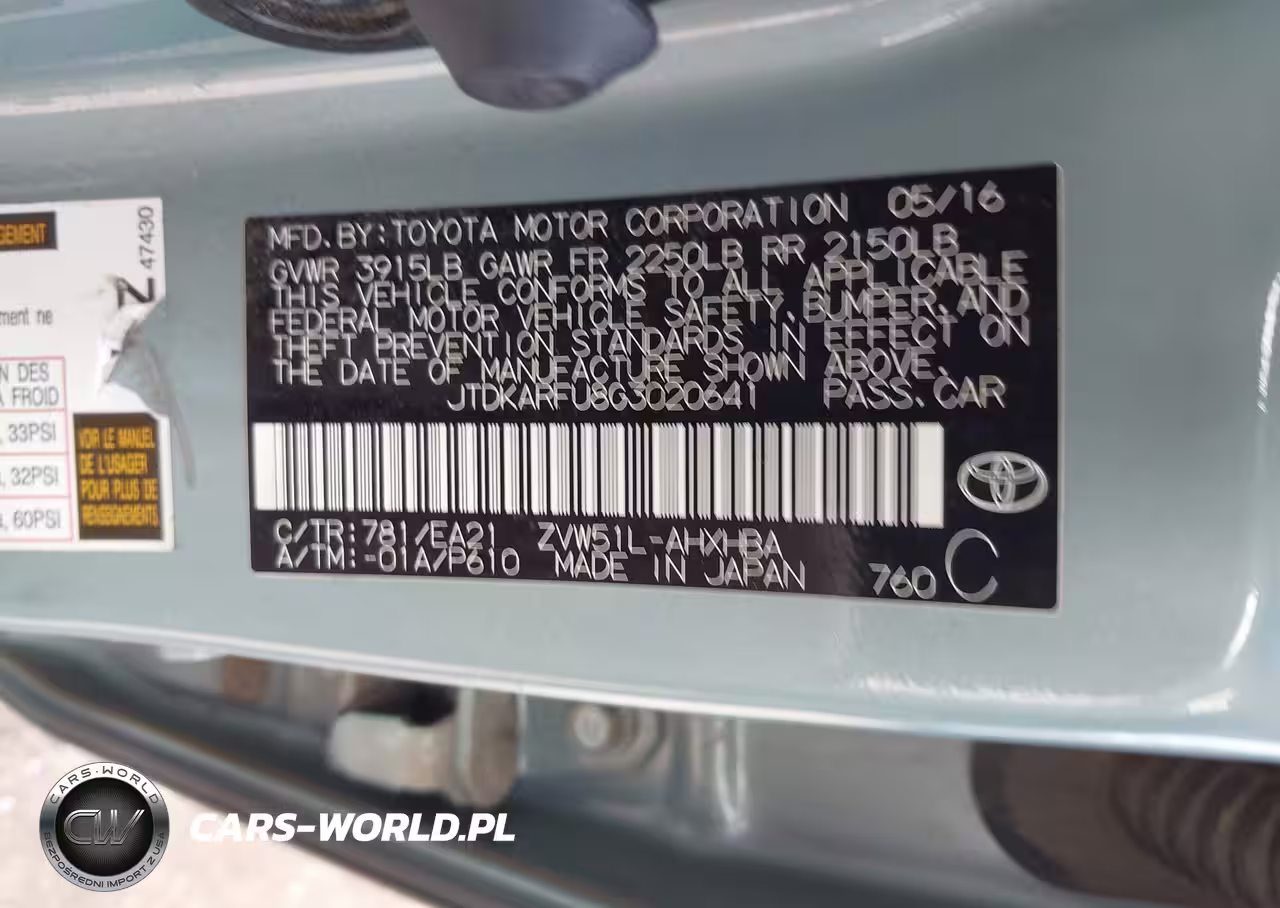 GEMENT
Z 47430
ment ne
N DES
A FROID
, 33PSI
, 32PSI
, 60PSI
VOIR LE MANUEL
DE L'USAGER
POUR PLUS DE
RENSEIGNEMENTS
MFD.BY:TOYOTA MOTOR CORPORATION 05/16
GVWR 3915LB GAWR FR 2250LB RR 2150LB
THIS VEHICLE CONFORMS TO ALL APPLICABLE
FEDERAL MOTOR VEHICLE SAFETY,BUMPER,AND
THEFT PREVENTION STANDARDS IN EFFECT ON
THE DATE OF MANUFACTURE SHOWN ABOVE.
JTDKARFU8G3020641 PASS.CAR
C/TR:781/EA21 ZVW51L-AHXHBA
A/TM:-01A/P610 MADE IN JAPAN 760 C
CARS-WORLD
CW
BEZPOŚREDNI IMPORT Z USA
CARS-WORLD.PL